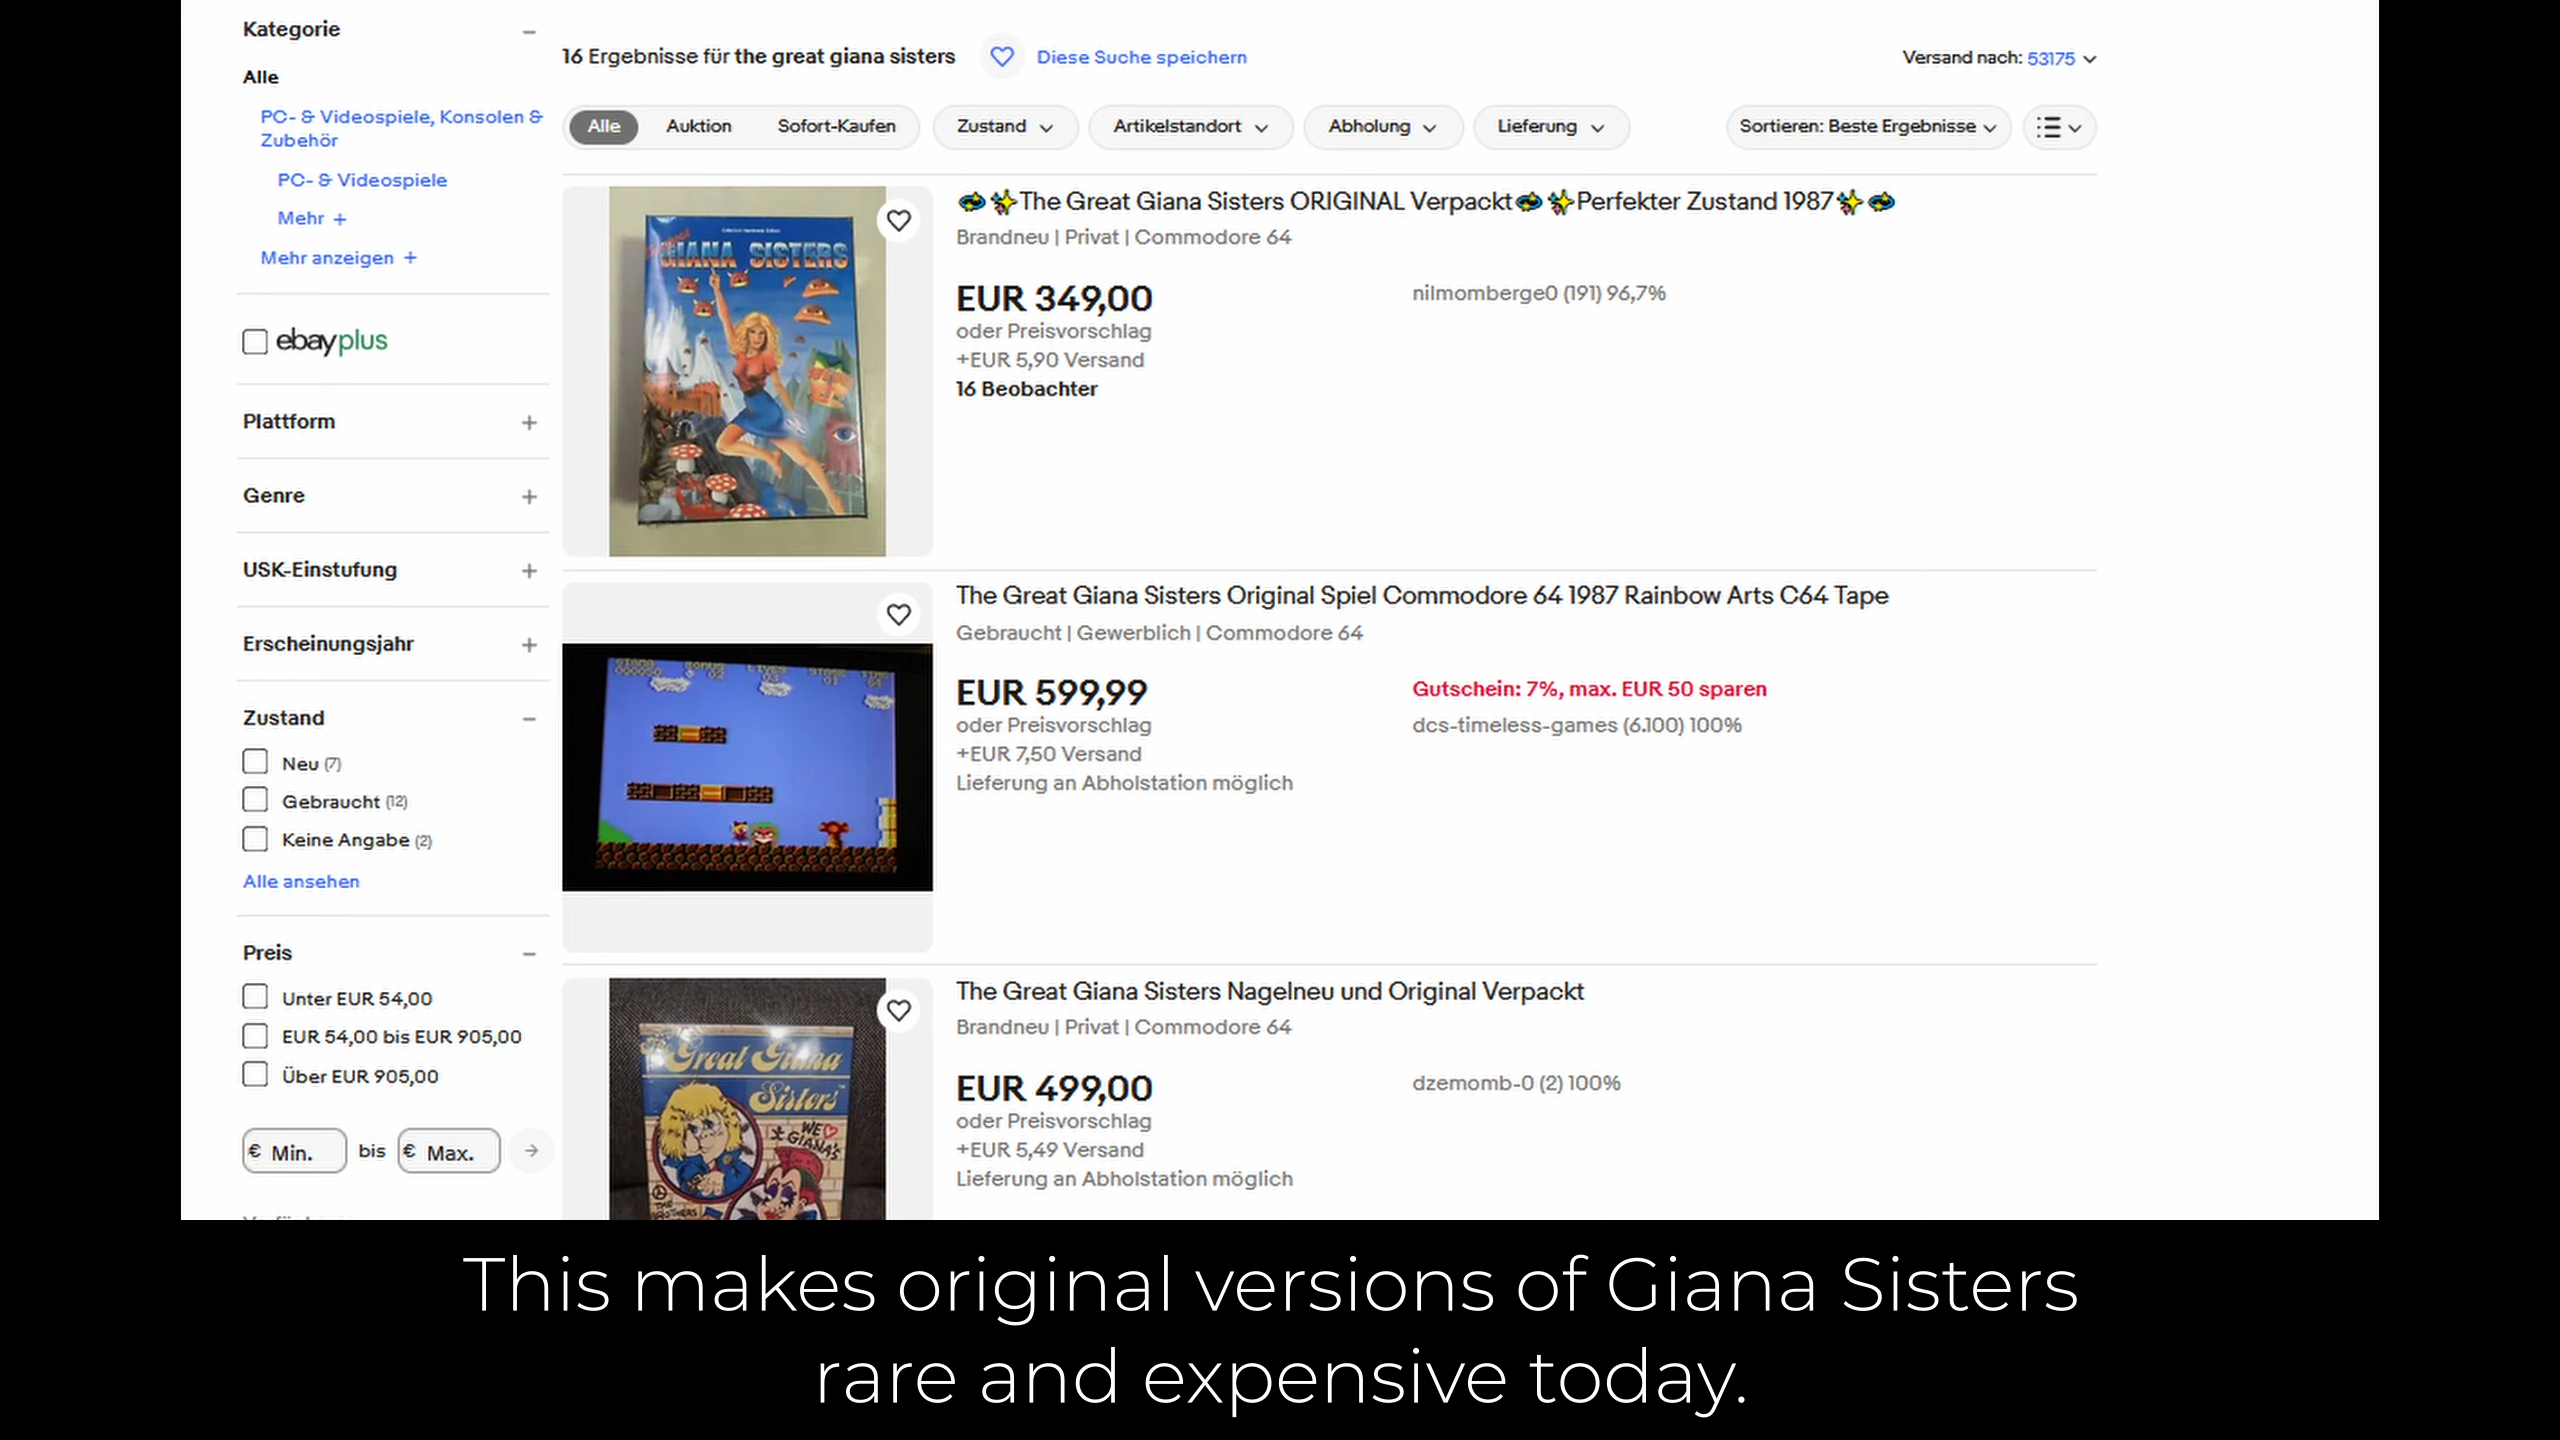 Kategorie
Alle
PC- & Videospiele, Konsolen &
Zubehör
PC- & Videospiele
Mehr +
Mehr anzeigen +
ebayplus
Plattform
Genre
USK-Einstufung
Erscheinungsjahr
Zustand
Neu (7)
Gebraucht (12)
Keine Angabe (2)
Alle ansehen
Preis
Unter EUR 54,00
EUR 54,00 bis EUR 905,00
Über EUR 905,00
€ Min. bis € Max.
16 Ergebnisse für the great giana sisters
Diese Suche speichern
Versand nach: 53175
Alle
Auktion
Sofort-Kaufen
Zustand
Artikelstandort
Abholung
Lieferung
Sortieren: Beste Ergebnisse
GIANA SISTERS
The Great Giana Sisters ORIGINAL Verpackt Perfekter Zustand 1987
Brandneu | Privat | Commodore 64
EUR 349,00
oder Preisvorschlag
+EUR 5,90 Versand
16 Beobachter
nilmomberge0 (191) 96,7%
The Great Giana Sisters Original Spiel Commodore 64 1987 Rainbow Arts C64 Tape
Gebraucht | Gewerblich | Commodore 64
EUR 599,99
oder Preisvorschlag
+EUR 7,50 Versand
Lieferung an Abholstation möglich
Gutschein: 7%, max. EUR 50 sparen
dcs-timeless-games (6.100) 100%
The Great Giana
Sisters
WE
GIANA'S
THE
BROTHERS
The Great Giana Sisters Nagelneu und Original Verpackt
Brandneu | Privat | Commodore 64
EUR 499,00
oder Preisvorschlag
+EUR 5,49 Versand
Lieferung an Abholstation möglich
dzemomb-0 (2) 100%
This makes original versions of Giana Sisters
rare and expensive today.